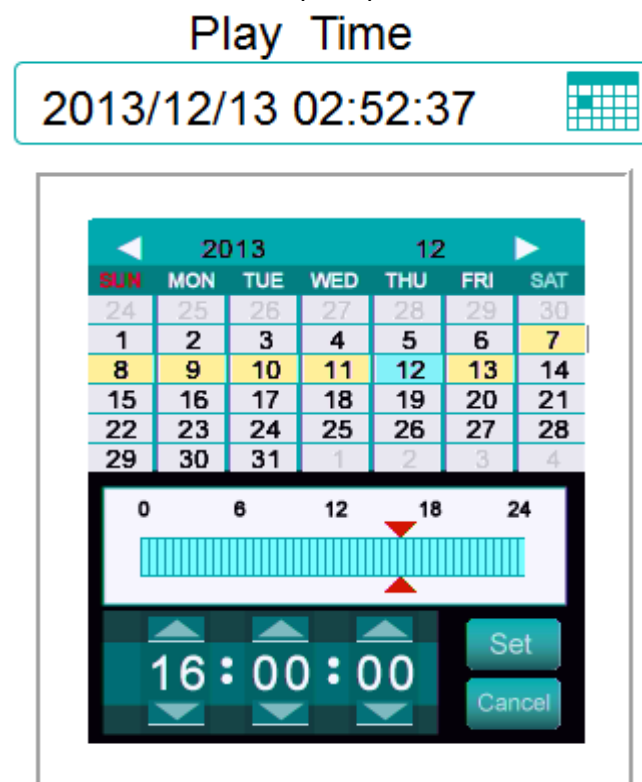 Play Time
2013/12/13 02:52:37
2013 12
SUN MON TUE WED THU FRI SAT
24 25 26 27 28 29 30
1 2 3 4 5 6 7
8 9 10 11 12 13 14
15 16 17 18 19 20 21
22 23 24 25 26 27 28
29 30 31 1 2 3 4
0 6 12 18 24
16:00:00
Set
Cancel